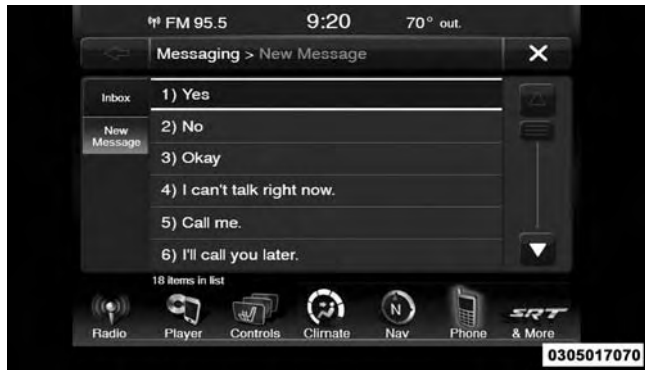 FM 95.5 9:20 70° out.
Messaging > New Message X
Inbox
New
Message
1) Yes
2) No
3) Okay
4) I can't talk right now.
5) Call me.
6) I'll call you later.
18 items in list
N SRT
Radio Player Controls Climate Nav Phone & More
0305017070